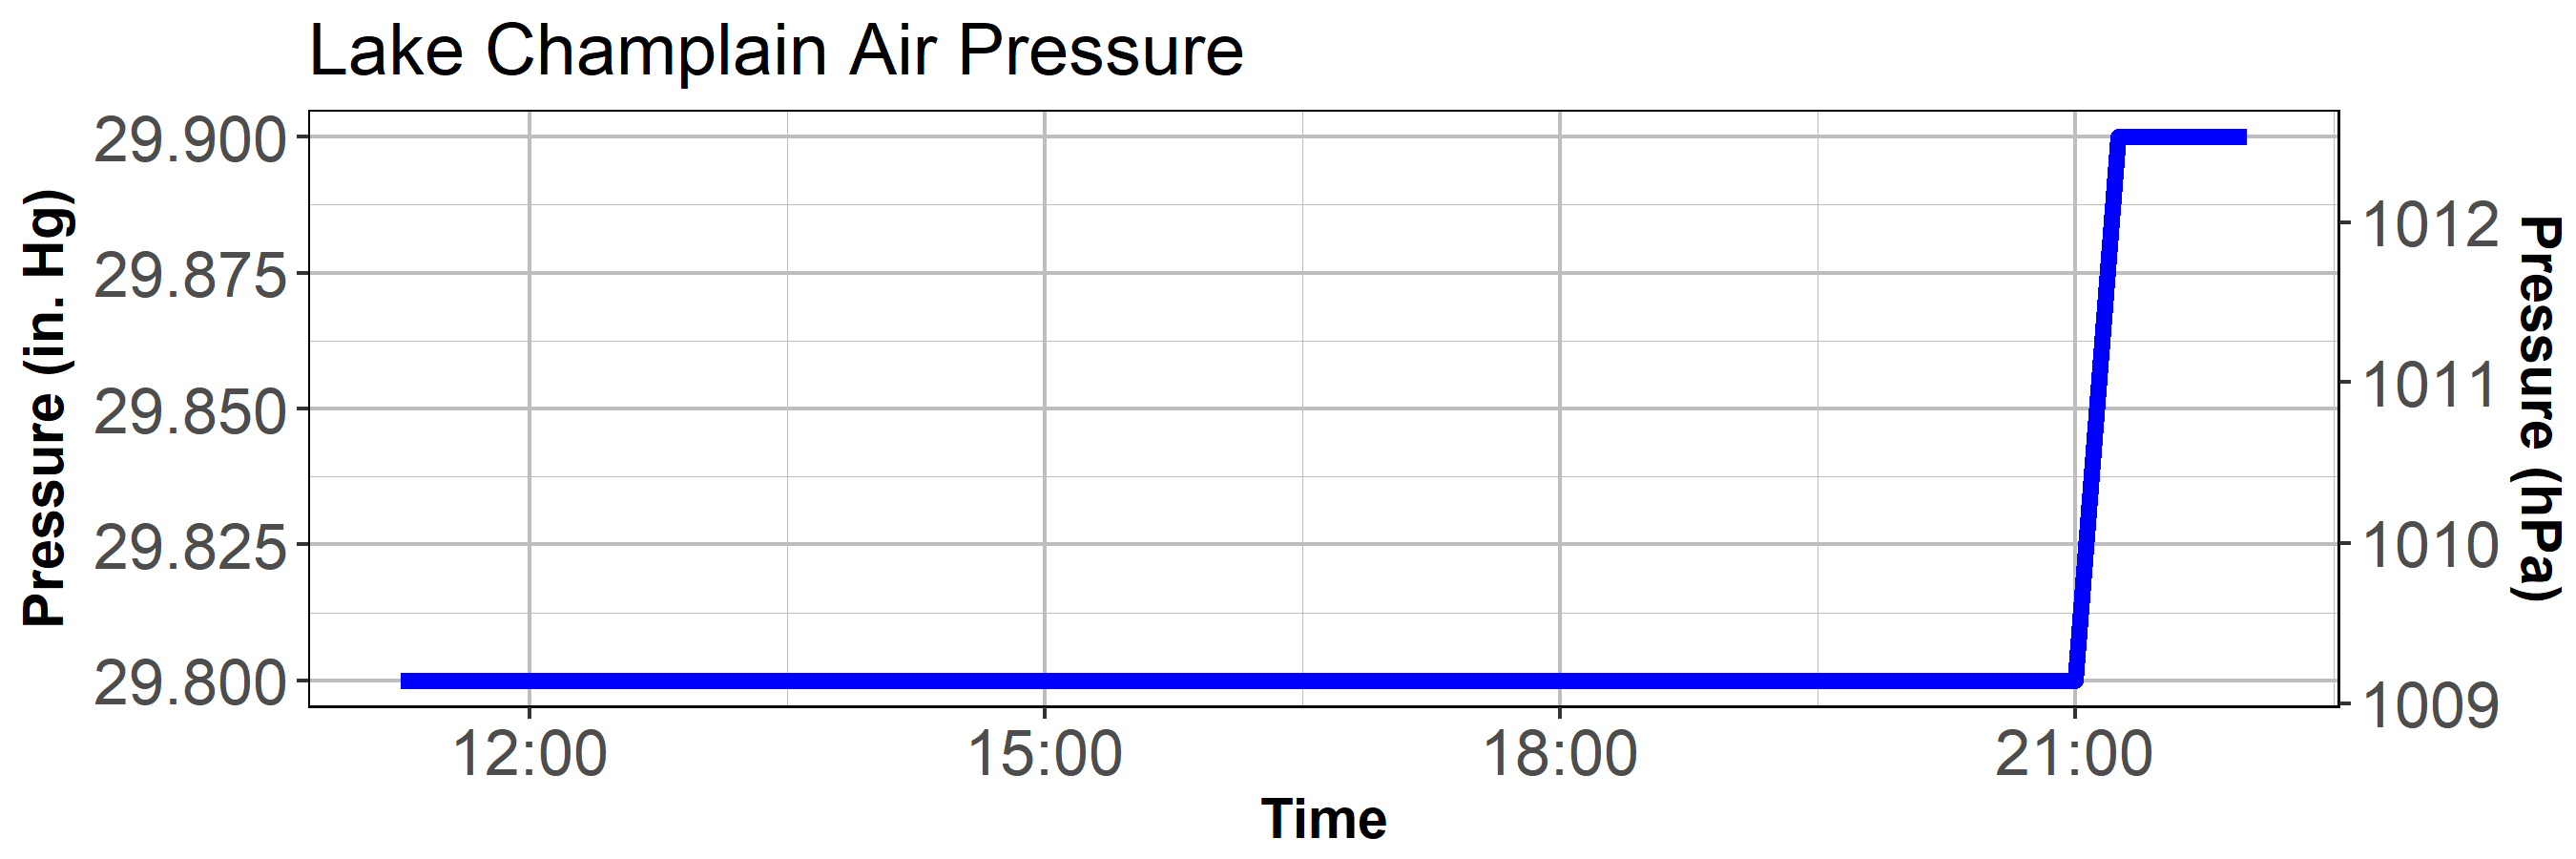 Lake Champlain Air Pressure
29.900
29.875
29.850
29.825
29.800
Pressure (in. Hg)
1012
1011
1010
1009
Pressure (hPa)
12:00 15:00 18:00 21:00
Time